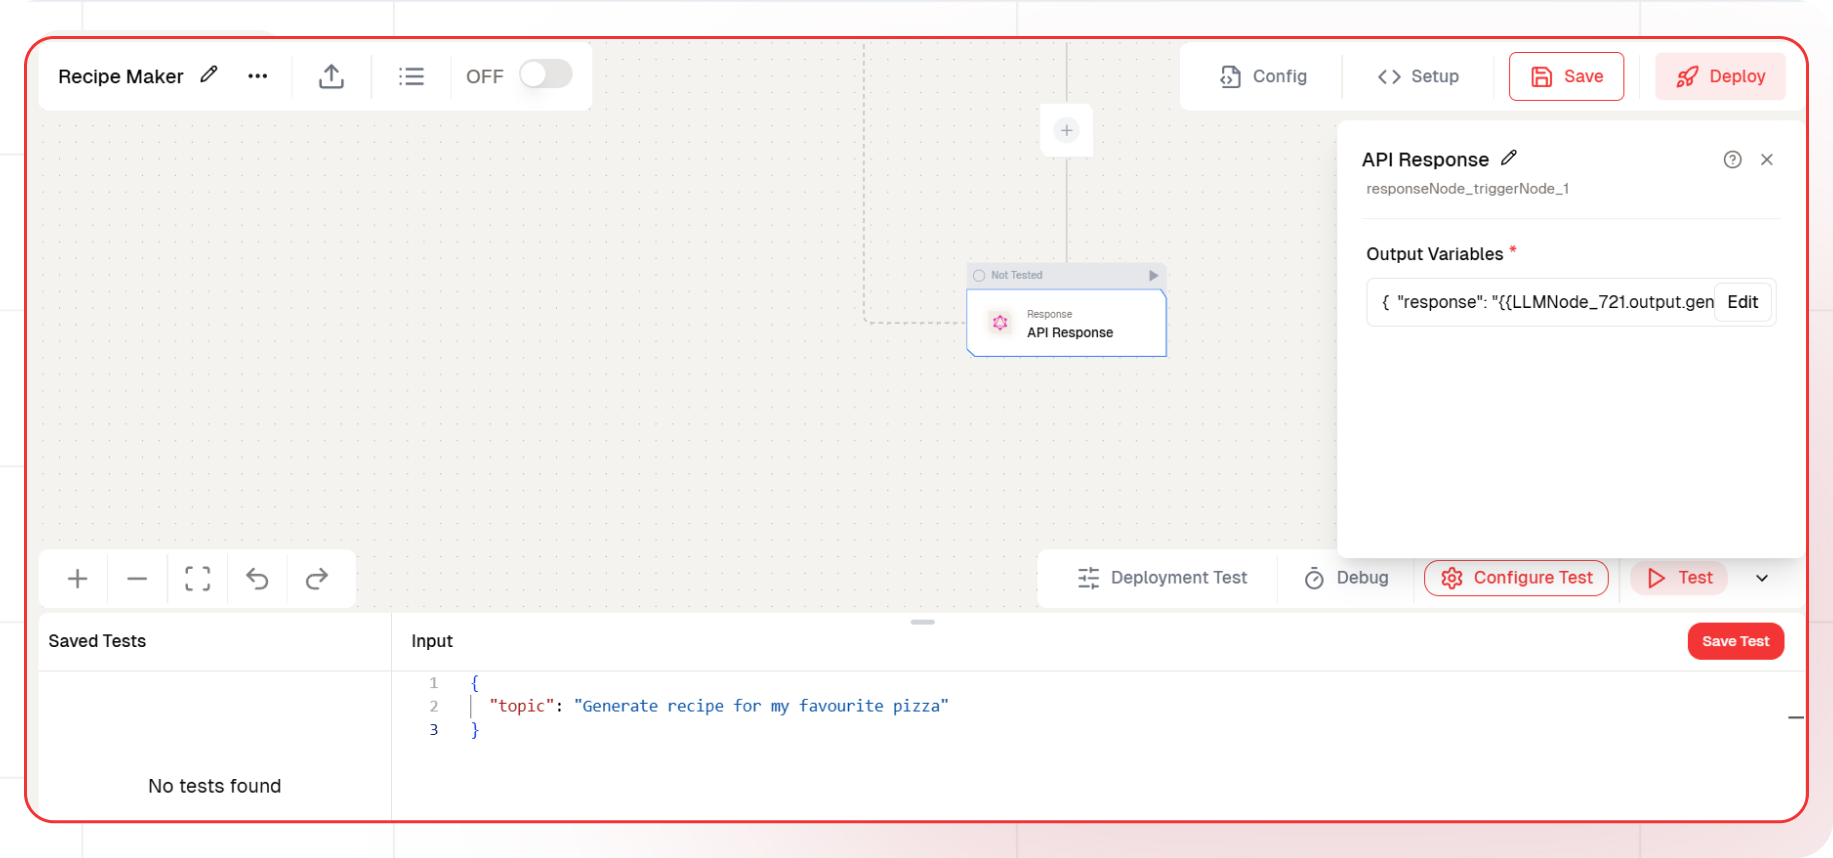 Recipe Maker
OFF
Config
Setup
Save
Deploy
API Response
responseNode_triggerNode_1
Output Variables *
{ "response": "{{LLMNode_721.output.gen
Edit
Not Tested
Response
API Response
Deployment Test
Debug
Configure Test
Test
Saved Tests
Input
Save Test
1 {
2 "topic": "Generate recipe for my favourite pizza"
3 }
No tests found